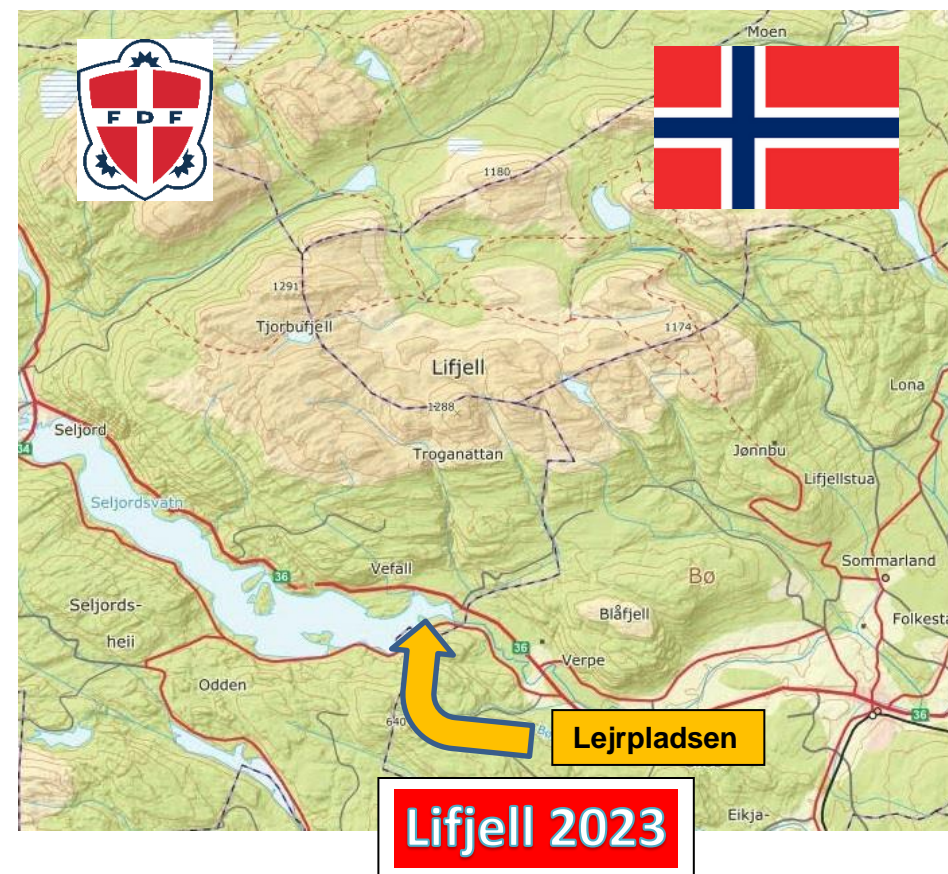 Moen
F D F
1180
1291
Tjorbufjell
1174
Lifjell
Lona
1288
Seljord
34
Troganattan
Jønnbu
Lifjellstua
Seljordsvatn
Sommarland
Vefall
36
Bø
Seljords-
heii
Blåfjell
Folkesta
36
Verpe
Odden
640
36
Lejrpladsen
Lifjell 2023
Eikja-